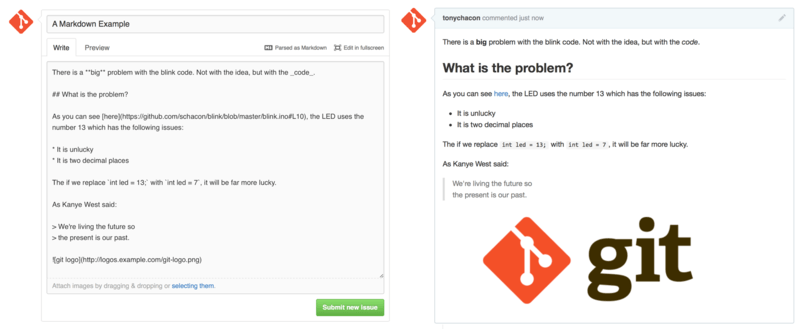 A Markdown Example
Write Preview Parsed as Markdown Edit in fullscreen
There is a **big** problem with the blink code. Not with the idea, but with the _code_.
## What is the problem?
As you can see [here](https://github.com/schacon/blink/blob/master/blink.ino#L10), the LED uses the
number 13 which has the following issues:
* It is unlucky
* It is two decimal places
The if we replace `int led = 13;` with `int led = 7`, it will be far more lucky.
As Kanye West said:
> We're living the future so
> the present is our past.
![git logo](http://logos.example.com/git-logo.png)
Attach images by dragging & dropping or selecting them.
Submit new issue
tonychacon commented just now
There is a big problem with the blink code. Not with the idea, but with the code.
What is the problem?
As you can see here, the LED uses the number 13 which has the following issues:
• It is unlucky
• It is two decimal places
The if we replace int led = 13; with int led = 7 , it will be far more lucky.
As Kanye West said:
We're living the future so
the present is our past.
git